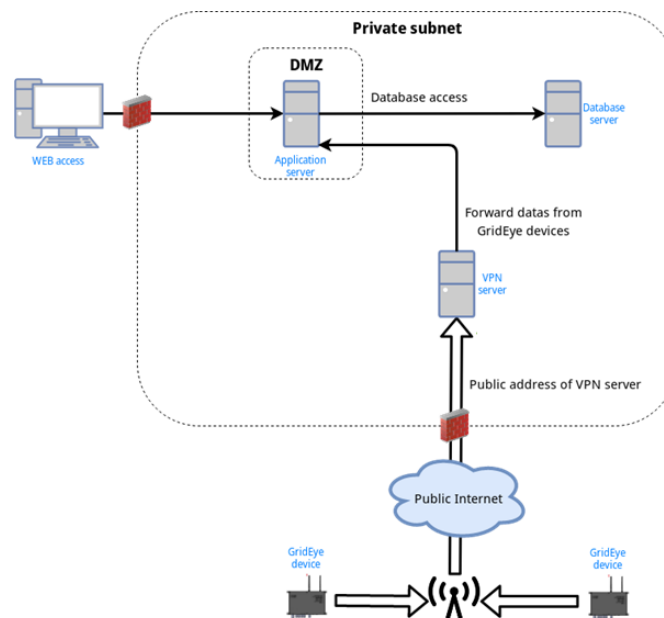 Private subnet
DMZ
Database access
Database
server
WEB access
Application
server
Forward datas from
GridEye devices
VPN
server
Public address of VPN server
Public Internet
GridEye
device
GridEye
device